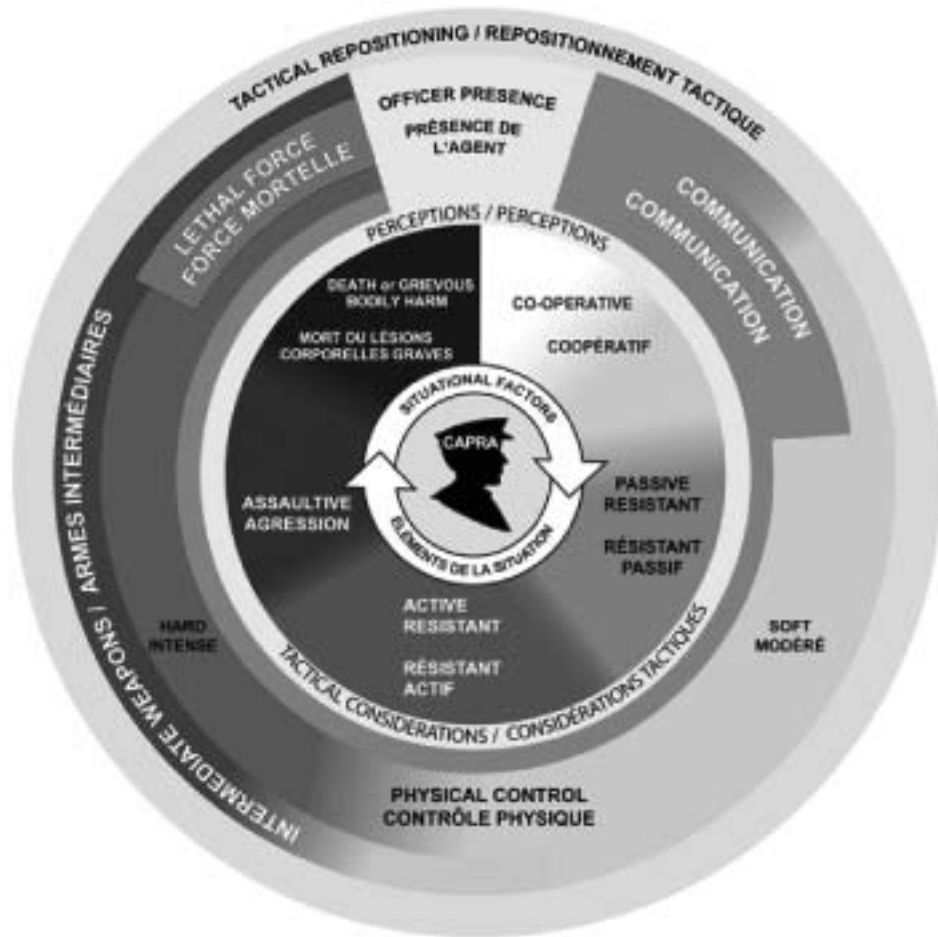 TACTICAL REPOSITIONING / REPOSITIONNEMENT TACTIQUE
OFFICER PRESENCE
PRÉSENCE DE
L'AGENT
LETHAL FORCE
FORCE MORTELLE
COMMUNICATION
COMMUNICATION
PERCEPTIONS / PERCEPTIONS
DEATH or GRIEVOUS
BODILY HARM
MORT OU LÉSIONS
CORPORELLES GRAVES
CO-OPERATIVE
COOPÉRATIF
SITUATIONAL FACTORS
CAPRA
ÉLÉMENTS DE LA SITUATION
ASSAULTIVE
AGRESSION
PASSIVE
RESISTANT
RÉSISTANT
PASSIF
ACTIVE
RESISTANT
RÉSISTANT
ACTIF
HARD
INTENSE
SOFT
MODÉRÉ
TACTICAL CONSIDÉRATIONS / CONSIDÉRATIONS TACTIQUES
INTERMEDIATE WEAPONS / ARMES INTERMÉDIAIRES
PHYSICAL CONTROL
CONTRÔLE PHYSIQUE